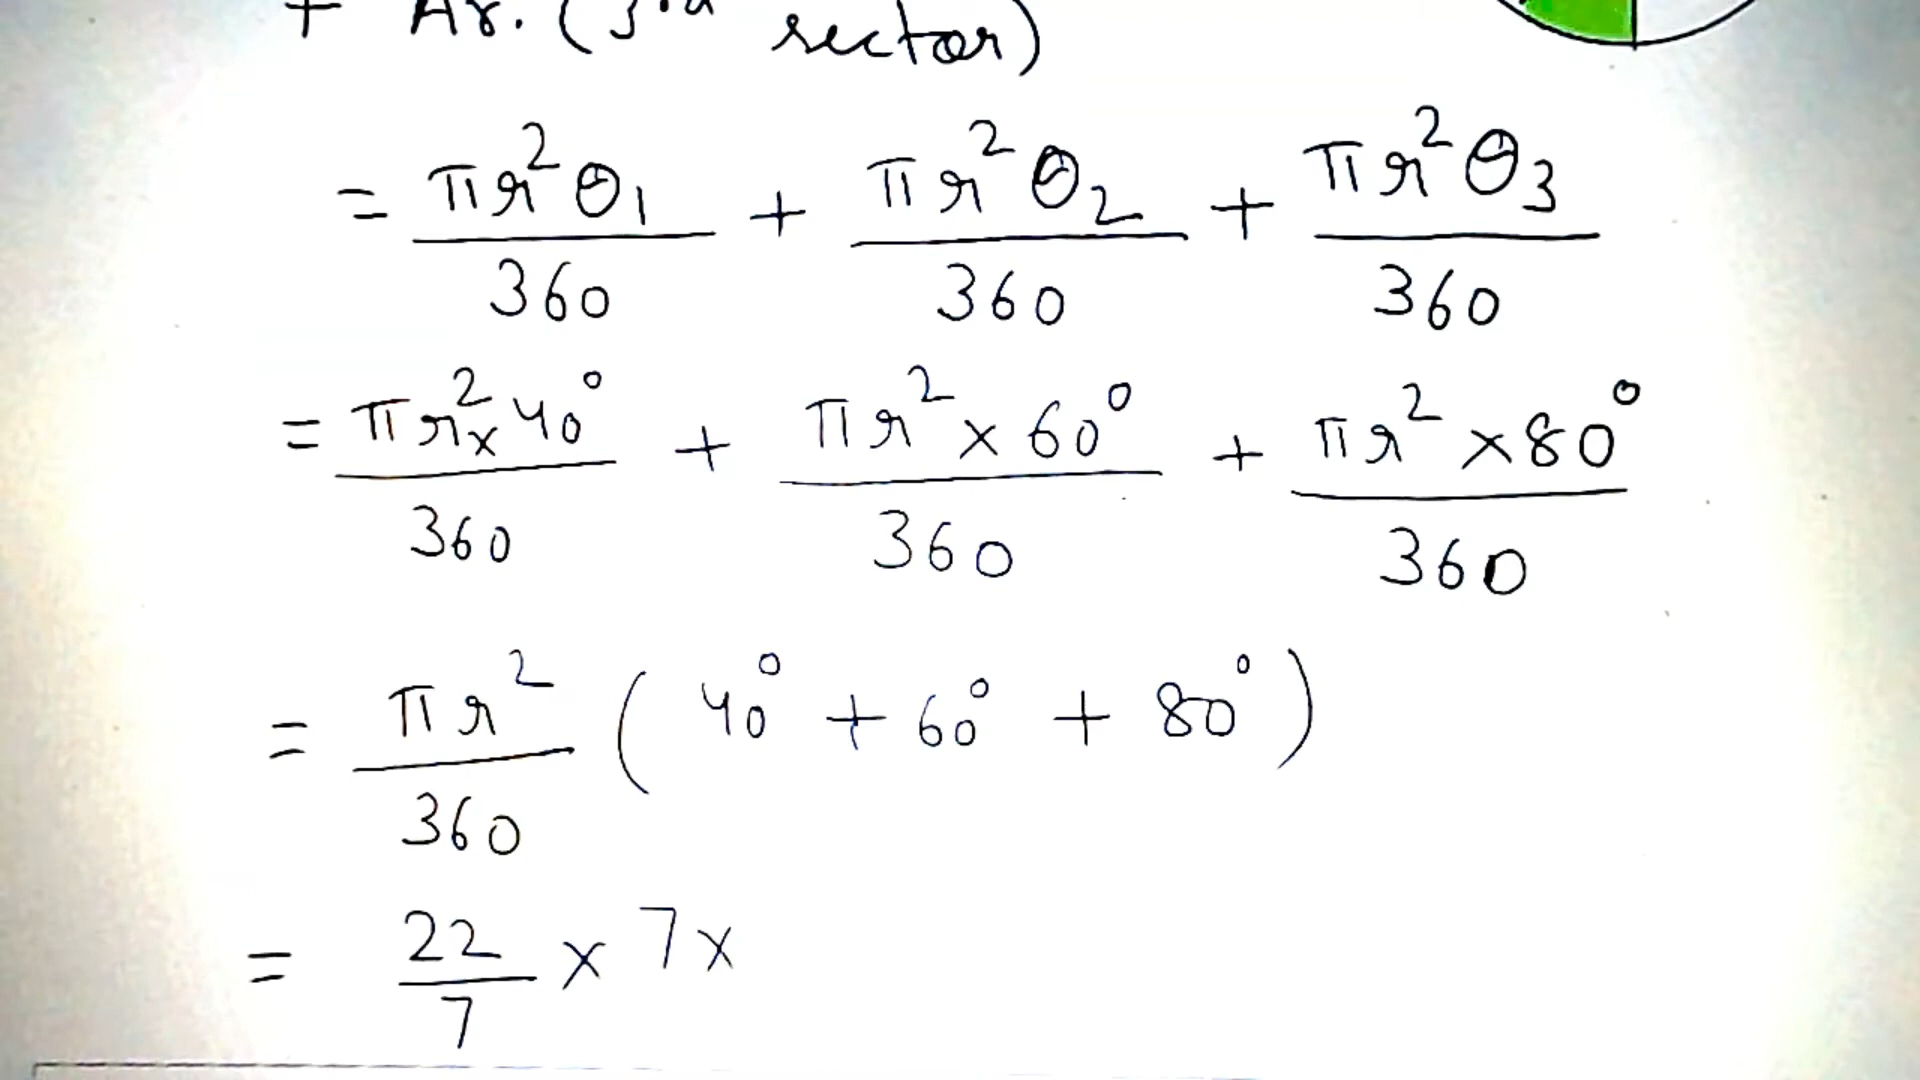 + Ar. (3rd sector)
= πr²θ₁/360 + πr²θ₂/360 + πr²θ₃/360
= πr²×40°/360 + πr²×60°/360 + πr²×80°/360
= πr²/360 (40° + 60° + 80°)
= 22/7 × 7×